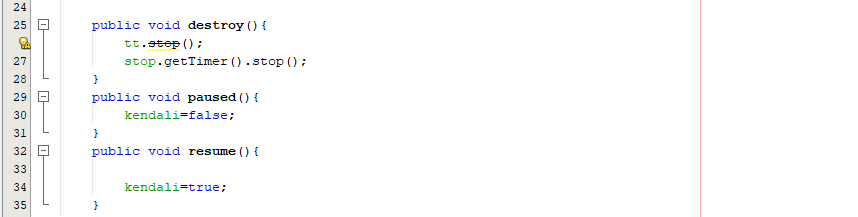 24
25 public void destroy(){
tt.stop();
27 stop.getTimer().stop();
28 }
29 public void paused(){
30 kendali=false;
31 }
32 public void resume(){
33
34 kendali=true;
35 }